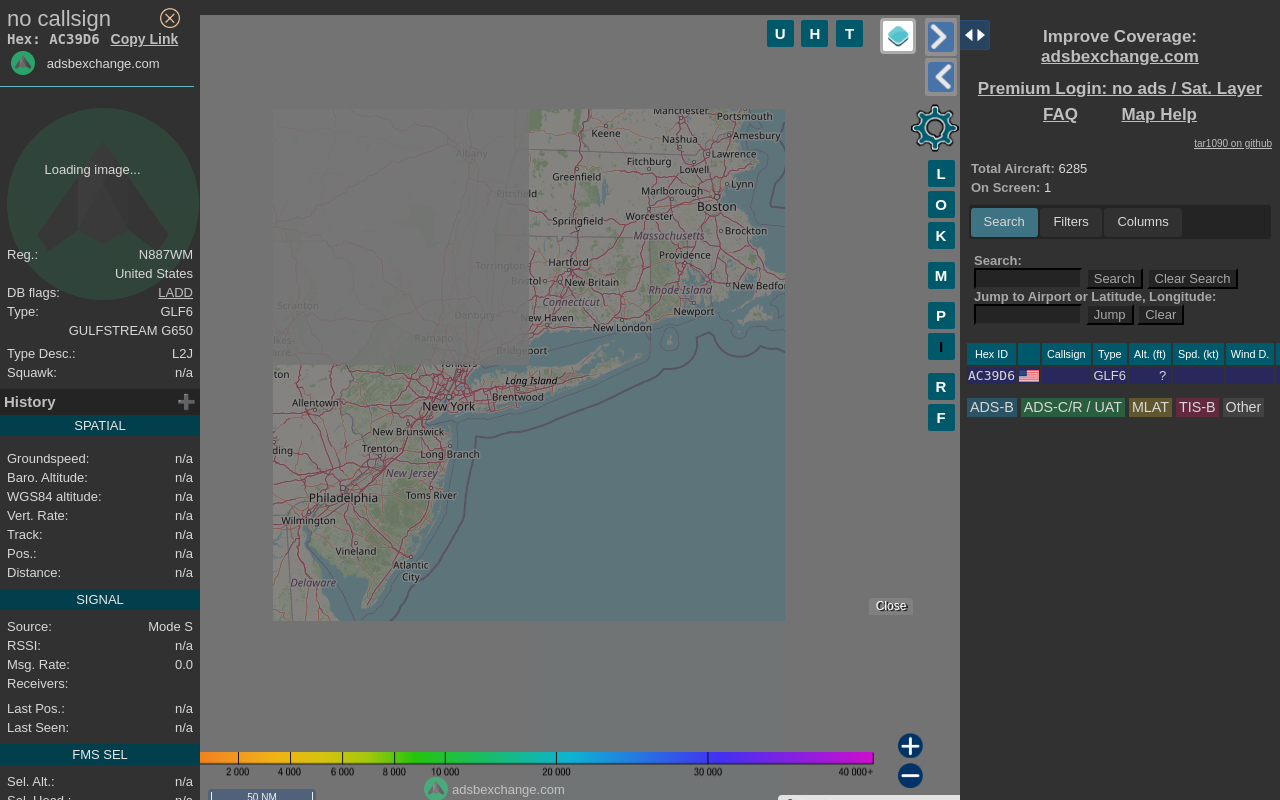 no callsign
Hex: AC39D6 Copy Link
adsbexchange.com
Loading image...
Reg.: N887WM
United States
DB flags: LADD
Type: GLF6
GULFSTREAM G650
Type Desc.: L2J
Squawk: n/a
History
SPATIAL
Groundspeed: n/a
Baro. Altitude: n/a
WGS84 altitude: n/a
Vert. Rate: n/a
Track: n/a
Pos.: n/a
Distance: n/a
SIGNAL
Source: Mode S
RSSI: n/a
Msg. Rate: 0.0
Receivers:
Last Pos.: n/a
Last Seen: n/a
FMS SEL
Sel. Alt.: n/a
U H T
L
O
K
M
P
I
R
F
Manchester
Portsmouth
Keene
Nashua
Amesbury
Albany
Fitchburg
Lawrence
Greenfield
Lowell
Pittsfield
Marlborough
Lynn
Worcester
Boston
Springfield
Massachusetts
Brockton
Hartford
Providence
Torrington
Bristol
New Britain
New Bedfor
Rhode Island
Connecticut
Scranton
Danbury
New Haven
New London
Newport
Ramapo
Bridgeport
Yonkers
Long Island
Brentwood
Allentown
New York
New Brunswick
Trenton
Long Branch
New Jersey
Philadelphia
Toms River
Wilmington
Vineland
Atlantic
City
Delaware
Close
2 000 4 000 6 000 8 000 10 000 20 000 30 000 40 000+
adsbexchange.com
50 NM
Improve Coverage:
adsbexchange.com
Premium Login: no ads / Sat. Layer
FAQ Map Help
tar1090 on github
Total Aircraft: 6285
On Screen: 1
Search Filters Columns
Search:
Search Clear Search
Jump to Airport or Latitude, Longitude:
Jump Clear
Hex ID Callsign Type Alt. (ft) Spd. (kt) Wind D.
AC39D6 GLF6 ?
ADS-B ADS-C/R / UAT MLAT TIS-B Other